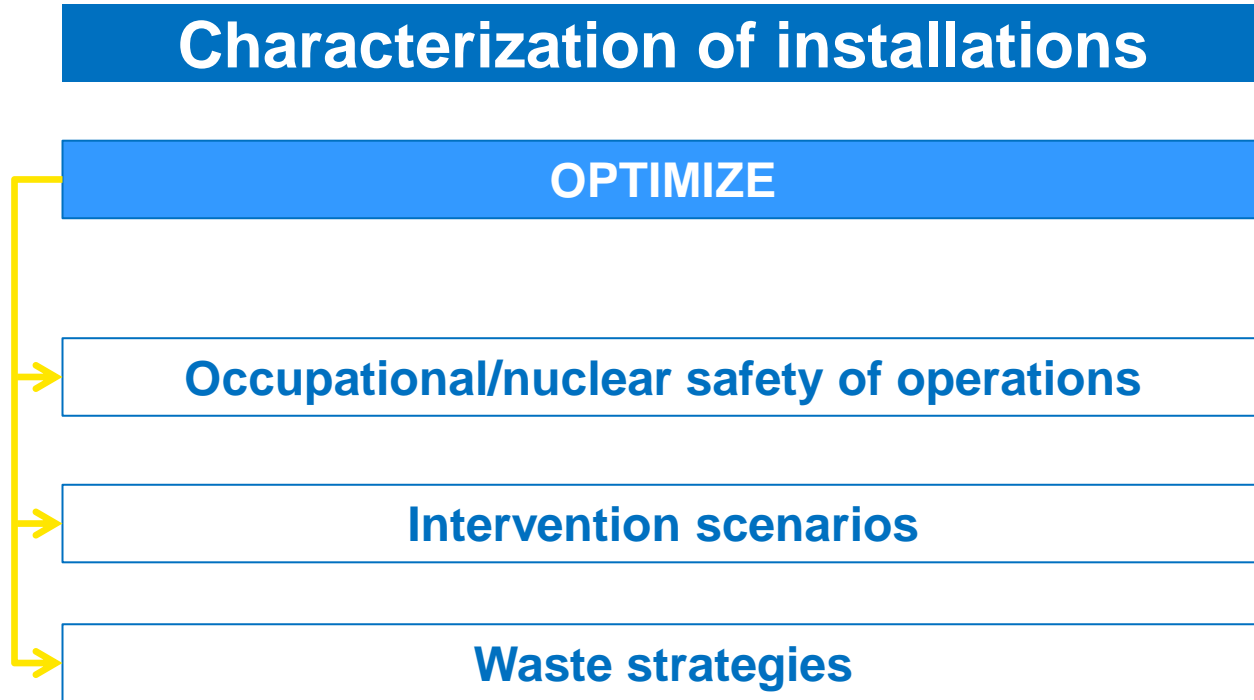 Characterization of installations
OPTIMIZE
Occupational/nuclear safety of operations
Intervention scenarios
Waste strategies